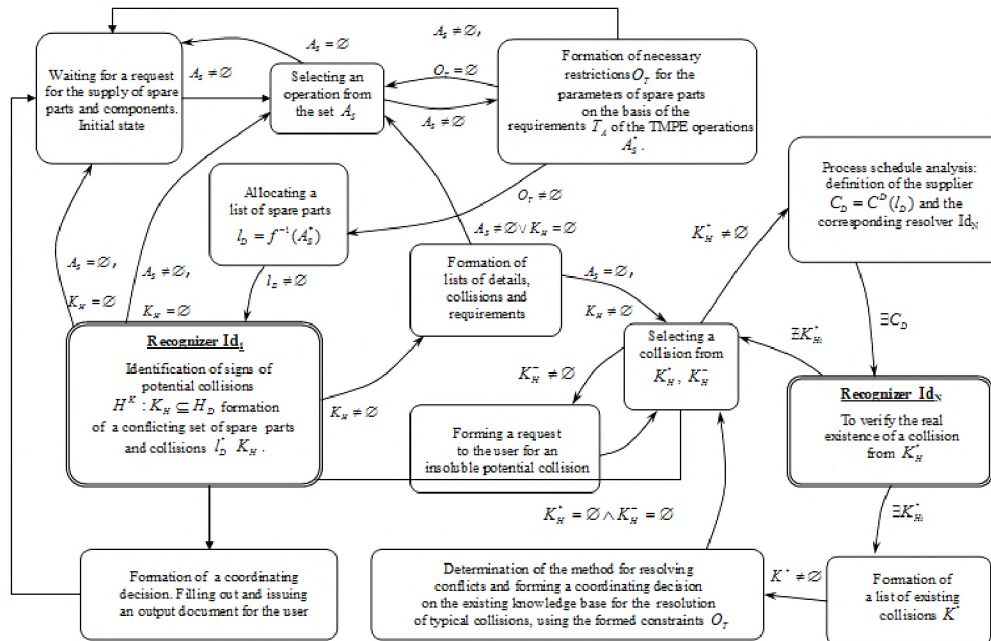 Waiting for a request
for the supply of spare
parts and components.
Initial state
A_S = ∅
A_S ≠ ∅
Selecting an
operation from
the set A_S
A_S ≠ ∅,
O_T = ∅
A_S ≠ ∅
Formation of necessary
restrictions O_T for the
parameters of spare parts
on the basis of the
requirements T_A of the TMPE operations
A_S^* .
O_T ≠ ∅
Allocating a
list of spare parts
l_D = f^{-1}(A_S^*)
l_D ≠ ∅
A_S = ∅,
K_H = ∅
A_S ≠ ∅,
K_H = ∅
A_S ≠ ∅ ∨ K_H = ∅
Formation of
lists of details,
collisions and
requirements
A_S = ∅,
K_H ≠ ∅
K_H^* ≠ ∅
Process schedule analysis:
definition of the supplier
C_D = C^D(l_D) and the
corresponding resolver Id_N
∃C_D
Recognizer Id_1
Identification of signs of
potential collisions
H^K : K_H ⊆ H_D formation
of a conflicting set of spare parts
and collisions l_D^* K_H .
K_H ≠ ∅
Selecting a
collision from
K_H^*, K_H^-
K_H^- ≠ ∅
Forming a request
to the user for an
insoluble potential collision
∃K_{Hi}^*
Recognizer Id_N
To verify the real
existence of a collision
from K_H^*
∃K_{Hi}^*
K_H^* = ∅ ∧ K_H^- = ∅
Formation of a coordinating
decision. Filling out and issuing
an output document for the user
Determination of the method for resolving
conflicts and forming a coordinating decision
on the existing knowledge base for the resolution
of typical collisions, using the formed constraints O_T
K^* ≠ ∅
Formation of
a list of existing
collisions K^*